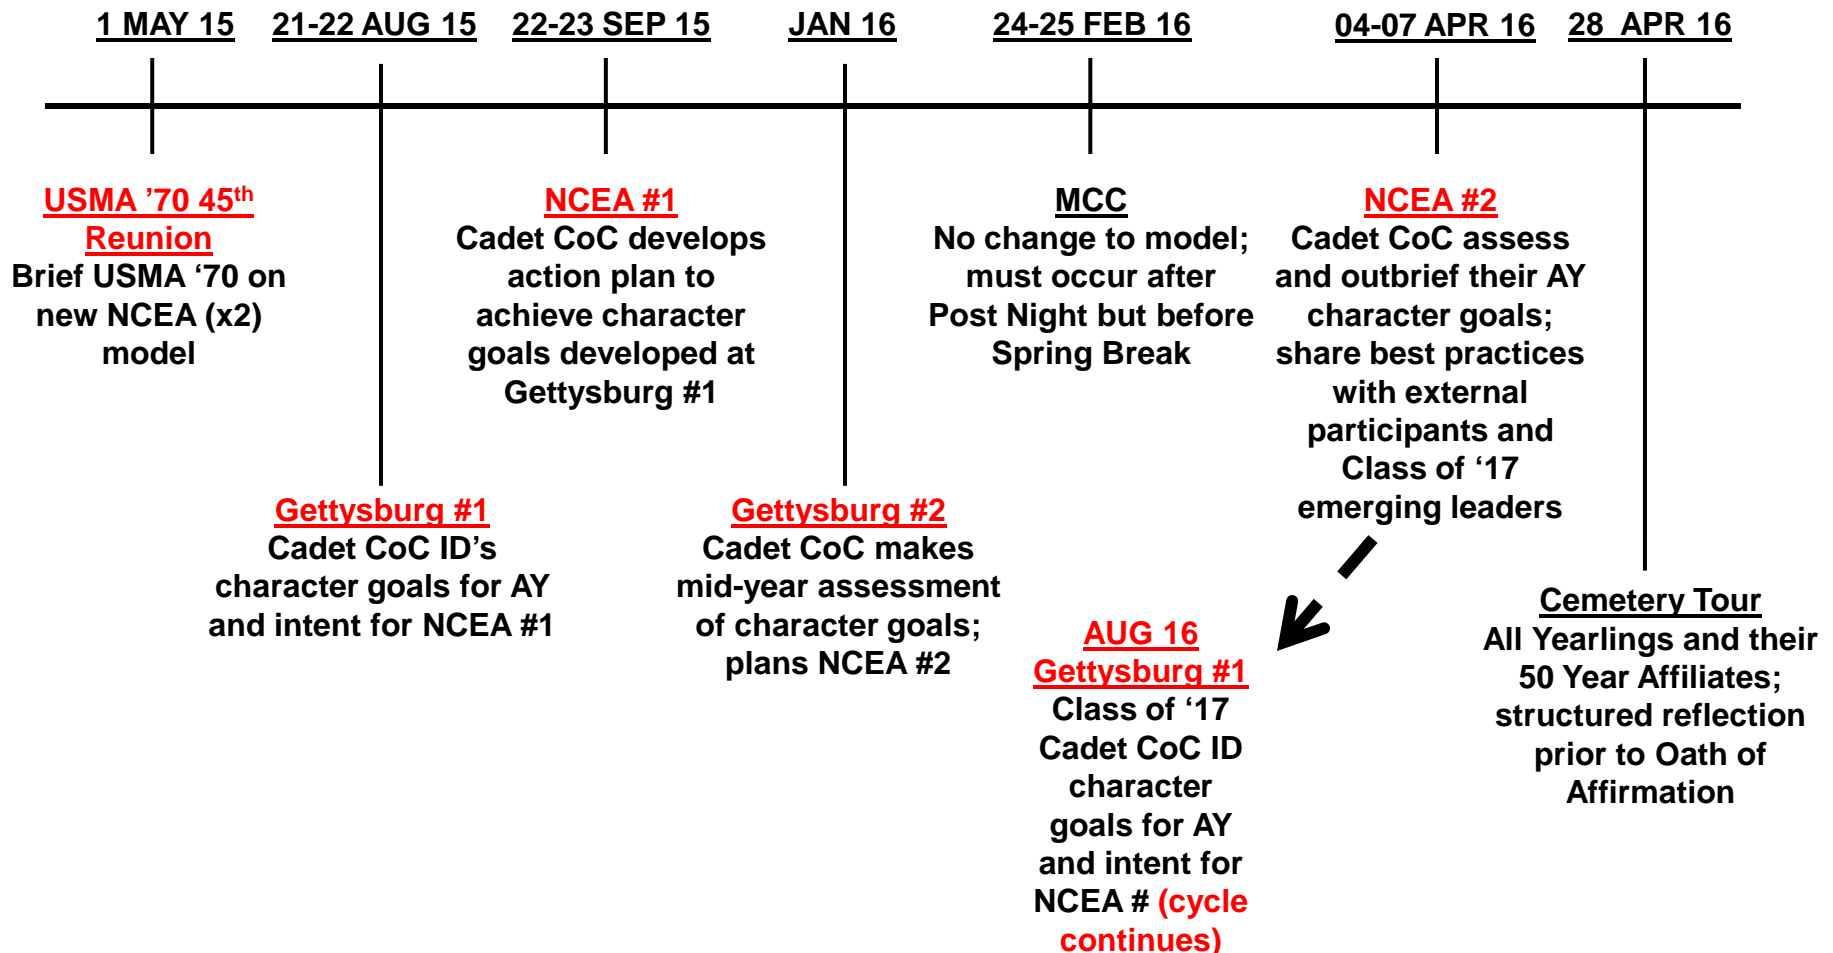 1 MAY 15
21-22 AUG 15
22-23 SEP 15
JAN 16
24-25 FEB 16
04-07 APR 16
28 APR 16
USMA ’70 45th
Reunion
Brief USMA ‘70 on
new NCEA (x2)
model
Gettysburg #1
Cadet CoC ID’s
character goals for AY
and intent for NCEA #1
NCEA #1
Cadet CoC develops
action plan to
achieve character
goals developed at
Gettysburg #1
Gettysburg #2
Cadet CoC makes
mid-year assessment
of character goals;
plans NCEA #2
MCC
No change to model;
must occur after
Post Night but before
Spring Break
NCEA #2
Cadet CoC assess
and outbrief their AY
character goals;
share best practices
with external
participants and
Class of ‘17
emerging leaders
AUG 16
Gettysburg #1
Class of ‘17
Cadet CoC ID
character
goals for AY
and intent for
NCEA # (cycle
continues)
Cemetery Tour
All Yearlings and their
50 Year Affiliates;
structured reflection
prior to Oath of
Affirmation